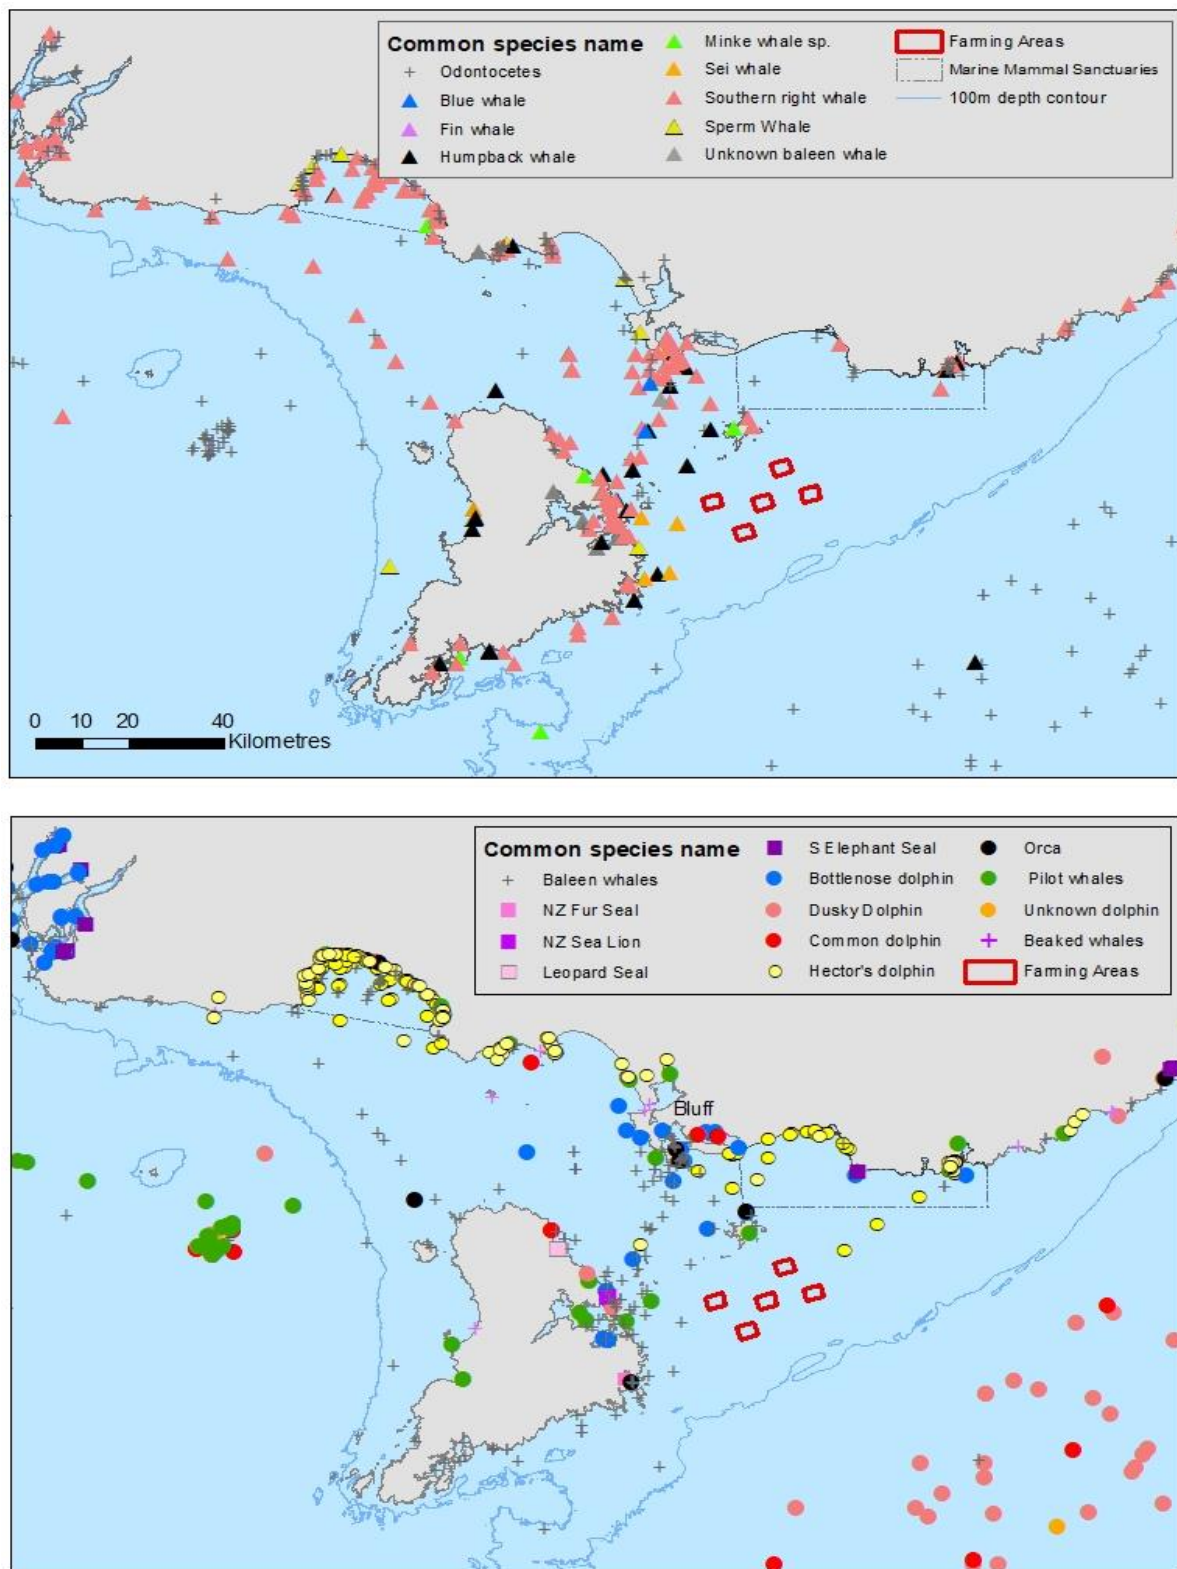 Common species name
Odontocetes
Blue whale
Fin whale
Humpback whale
Minke whale sp.
Sei whale
Southern right whale
Sperm Whale
Unknown baleen whale
Farming Areas
Marine Mammal Sanctuaries
100m depth contour
0 10 20 40
Kilometres
Common species name
Baleen whales
NZ Fur Seal
NZ Sea Lion
Leopard Seal
S Elephant Seal
Bottlenose dolphin
Dusky Dolphin
Common dolphin
Hector's dolphin
Orca
Pilot whales
Unknown dolphin
Beaked whales
Farming Areas
Bluff